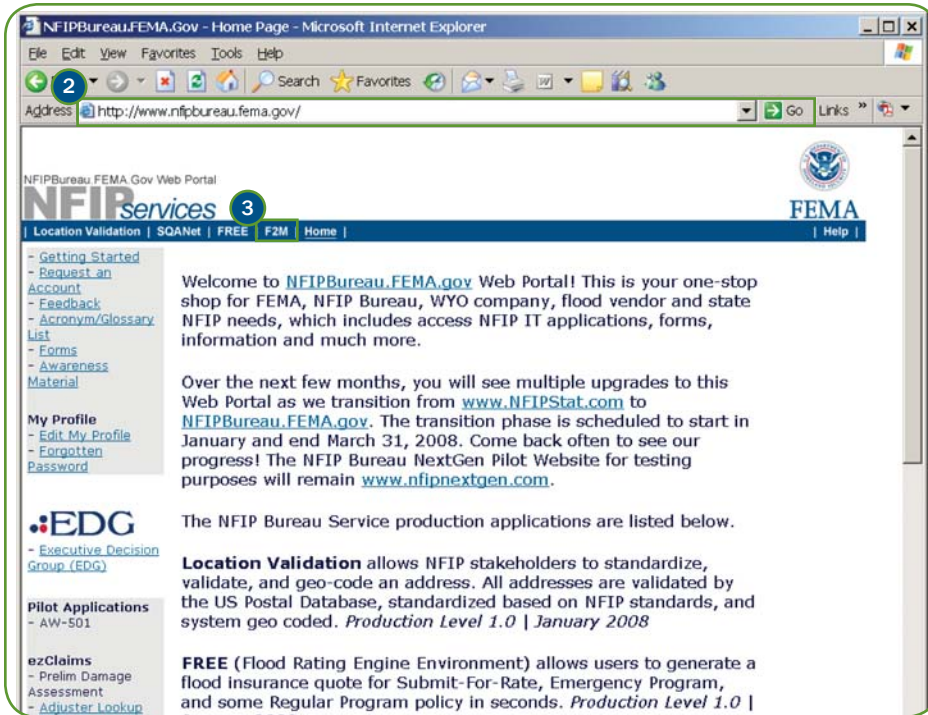 NFIPBureau.FEMA.Gov - Home Page - Microsoft Internet Explorer
File Edit View Favorites Tools Help
2
Search Favorites
Address http://www.nfipbureau.fema.gov/ Go Links »
NFIPBureau.FEMA.Gov Web Portal
NFIPservices
3
FEMA
| Location Validation | SQANet | FREE | F2M | Home | | Help |
- Getting Started
- Request an
Account
- Feedback
- Acronym/Glossary
List
- Forms
- Awareness
Material
My Profile
- Edit My Profile
- Forgotten
Password
EDG
- Executive Decision
Group (EDG)
Pilot Applications
- AW-501
ezClaims
- Prelim Damage
Assessment
- Adjuster Lookup
Welcome to NFIPBureau.FEMA.gov Web Portal! This is your one-stop
shop for FEMA, NFIP Bureau, WYO company, flood vendor and state
NFIP needs, which includes access NFIP IT applications, forms,
information and much more.
Over the next few months, you will see multiple upgrades to this
Web Portal as we transition from www.NFIPStat.com to
NFIPBureau.FEMA.gov. The transition phase is scheduled to start in
January and end March 31, 2008. Come back often to see our
progress! The NFIP Bureau NextGen Pilot Website for testing
purposes will remain www.nfipnextgen.com.
The NFIP Bureau Service production applications are listed below.
Location Validation allows NFIP stakeholders to standardize,
validate, and geo-code an address. All addresses are validated by
the US Postal Database, standardized based on NFIP standards, and
system geo coded. Production Level 1.0 | January 2008
FREE (Flood Rating Engine Environment) allows users to generate a
flood insurance quote for Submit-For-Rate, Emergency Program,
and some Regular Program policy in seconds. Production Level 1.0 |